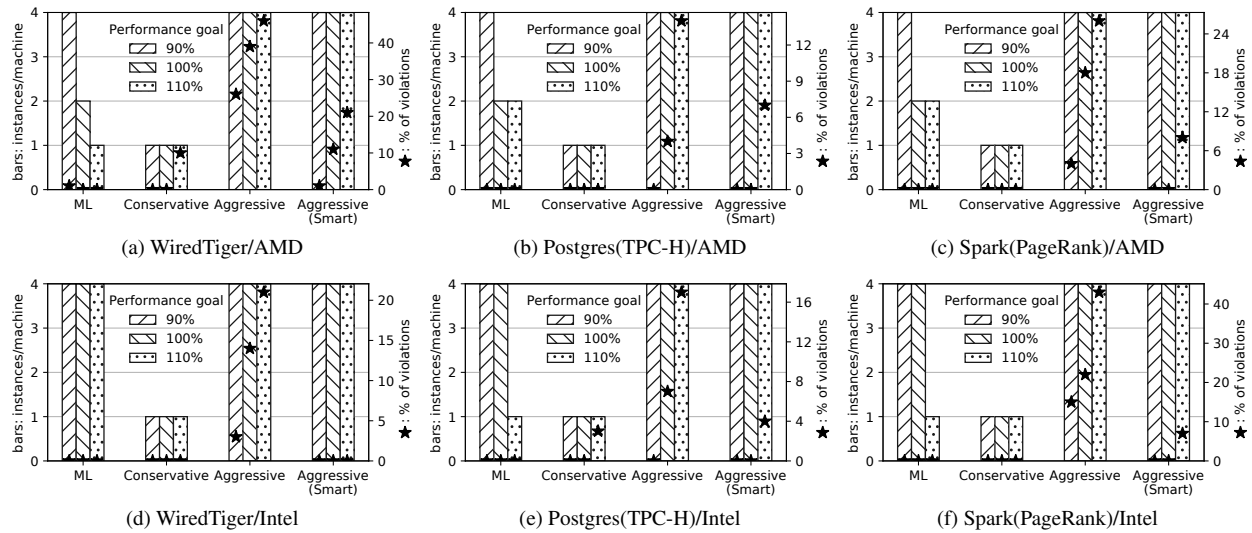 Performance goal
90%
100%
110%
bars: instances/machine
4
3
2
1
0
40
30
20
10
0
★: % of violations
ML Conservative Aggressive Aggressive
(Smart)
(a) WiredTiger/AMD
Performance goal
90%
100%
110%
bars: instances/machine
4
3
2
1
0
12
9
6
3
0
★: % of violations
ML Conservative Aggressive Aggressive
(Smart)
(b) Postgres(TPC-H)/AMD
Performance goal
90%
100%
110%
bars: instances/machine
4
3
2
1
0
24
18
12
6
0
★: % of violations
ML Conservative Aggressive Aggressive
(Smart)
(c) Spark(PageRank)/AMD
Performance goal
90%
100%
110%
bars: instances/machine
4
3
2
1
0
20
15
10
5
0
★: % of violations
ML Conservative Aggressive Aggressive
(Smart)
(d) WiredTiger/Intel
Performance goal
90%
100%
110%
bars: instances/machine
4
3
2
1
0
16
12
8
4
0
★: % of violations
ML Conservative Aggressive Aggressive
(Smart)
(e) Postgres(TPC-H)/Intel
Performance goal
90%
100%
110%
bars: instances/machine
4
3
2
1
0
40
30
20
10
0
★: % of violations
ML Conservative Aggressive Aggressive
(Smart)
(f) Spark(PageRank)/Intel